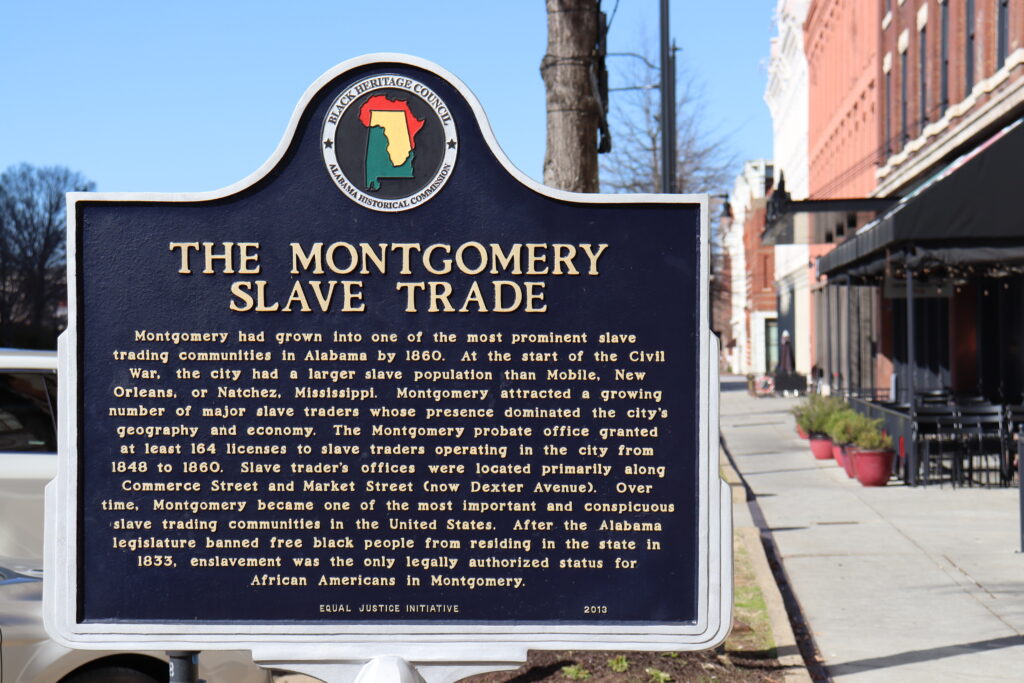 BLACK HERITAGE COUNCIL
ALABAMA HISTORICAL COMMISSION
THE MONTGOMERY
SLAVE TRADE
Montgomery had grown into one of the most prominent slave
trading communities in Alabama by 1860. At the start of the Civil
War, the city had a larger slave population than Mobile, New
Orleans, or Natchez, Mississippi. Montgomery attracted a growing
number of major slave traders whose presence dominated the city's
geography and economy. The Montgomery probate office granted
at least 164 licenses to slave traders operating in the city from
1848 to 1860. Slave trader's offices were located primarily along
Commerce Street and Market Street (now Dexter Avenue). Over
time, Montgomery became one of the most important and conspicuous
slave trading communities in the United States. After the Alabama
legislature banned free black people from residing in the state in
1833, enslavement was the only legally authorized status for
African Americans in Montgomery.
EQUAL JUSTICE INITIATIVE 2013